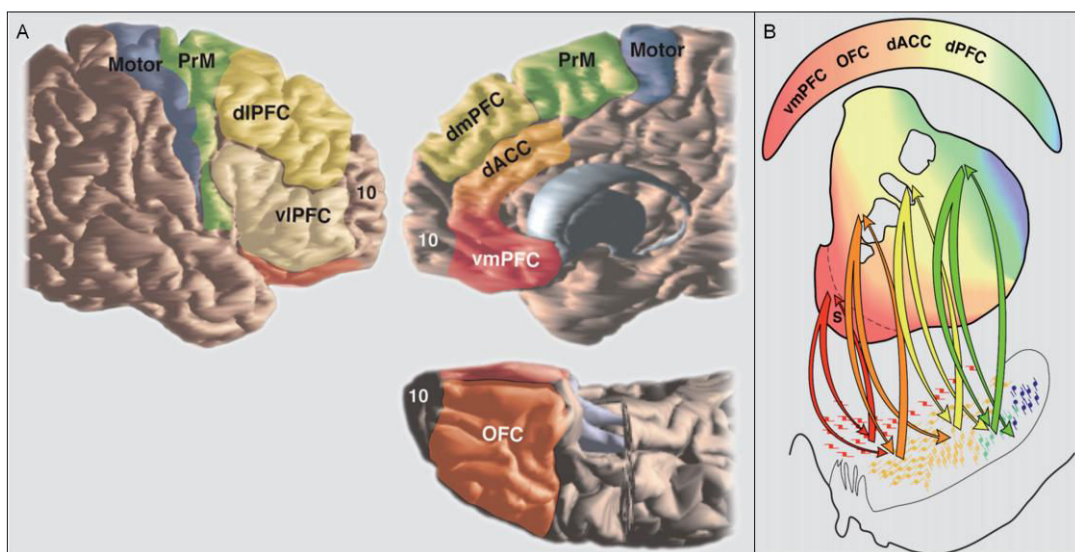 A
Motor
PrM
dlPFC
vlPFC
10
PrM
Motor
dmPFC
dACC
10
vmPFC
10
OFC
B
vmPFC OFC dACC dPFC
S